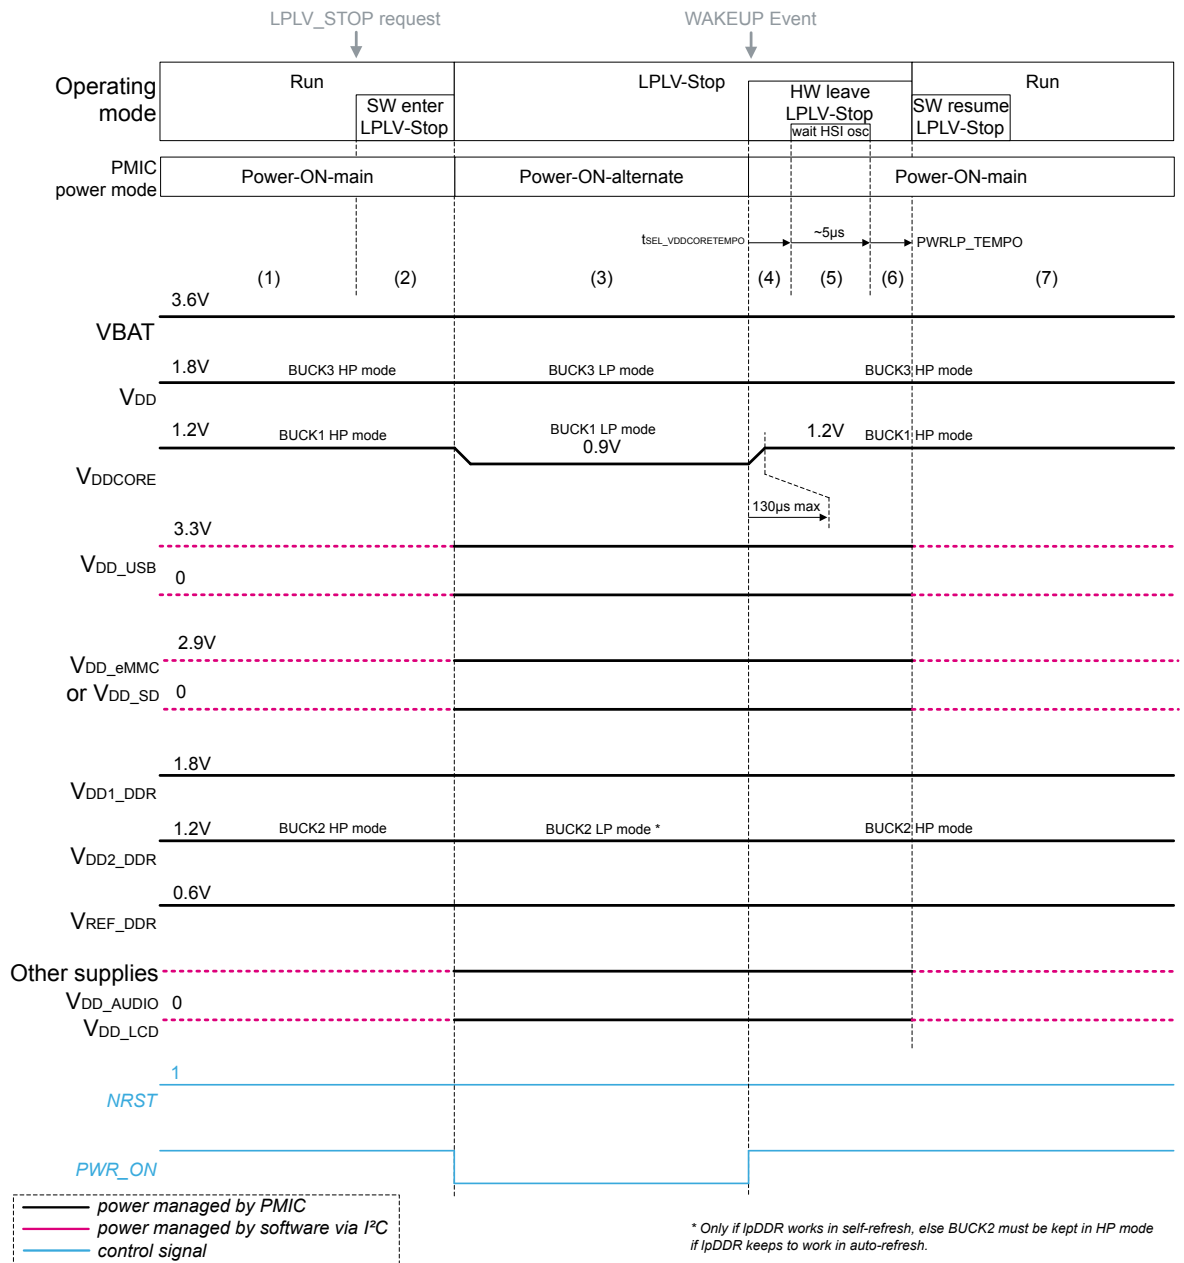 LPLV_STOP request
WAKEUP Event
Operating
mode
Run
SW enter
LPLV-Stop
LPLV-Stop
HW leave
LPLV-Stop
wait HSI osc
Run
SW resume
LPLV-Stop
PMIC
power mode
Power-ON-main
Power-ON-alternate
Power-ON-main
tSEL_VDDCORETEMPO
~5µs
PWRLP_TEMPO
(1)
(2)
(3)
(4)
(5)
(6)
(7)
3.6V
VBAT
1.8V
BUCK3 HP mode
BUCK3 LP mode
BUCK3 HP mode
VDD
1.2V
BUCK1 HP mode
BUCK1 LP mode
0.9V
1.2V
BUCK1 HP mode
VDDCORE
130µs max
3.3V
VDD_USB
0
2.9V
VDD_eMMC
or VDD_SD
0
1.8V
VDD1_DDR
1.2V
BUCK2 HP mode
BUCK2 LP mode *
BUCK2 HP mode
VDD2_DDR
0.6V
VREF_DDR
Other supplies
VDD_AUDIO
0
VDD_LCD
1
NRST
PWR_ON
power managed by PMIC
power managed by software via I²C
control signal
* Only if lpDDR works in self-refresh, else BUCK2 must be kept in HP mode
if lpDDR keeps to work in auto-refresh.